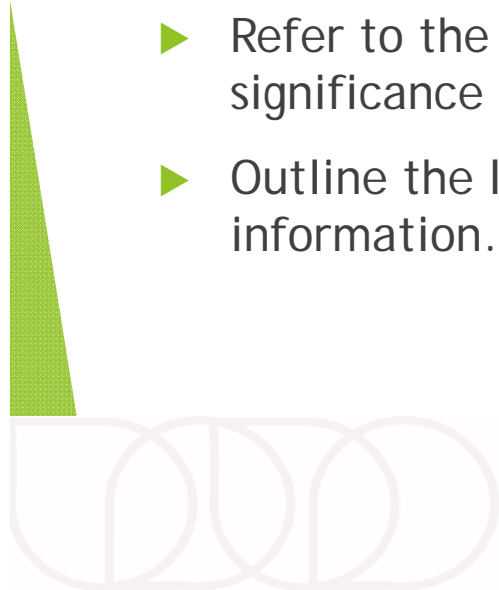 Refer to the
significance
Outline the
information.